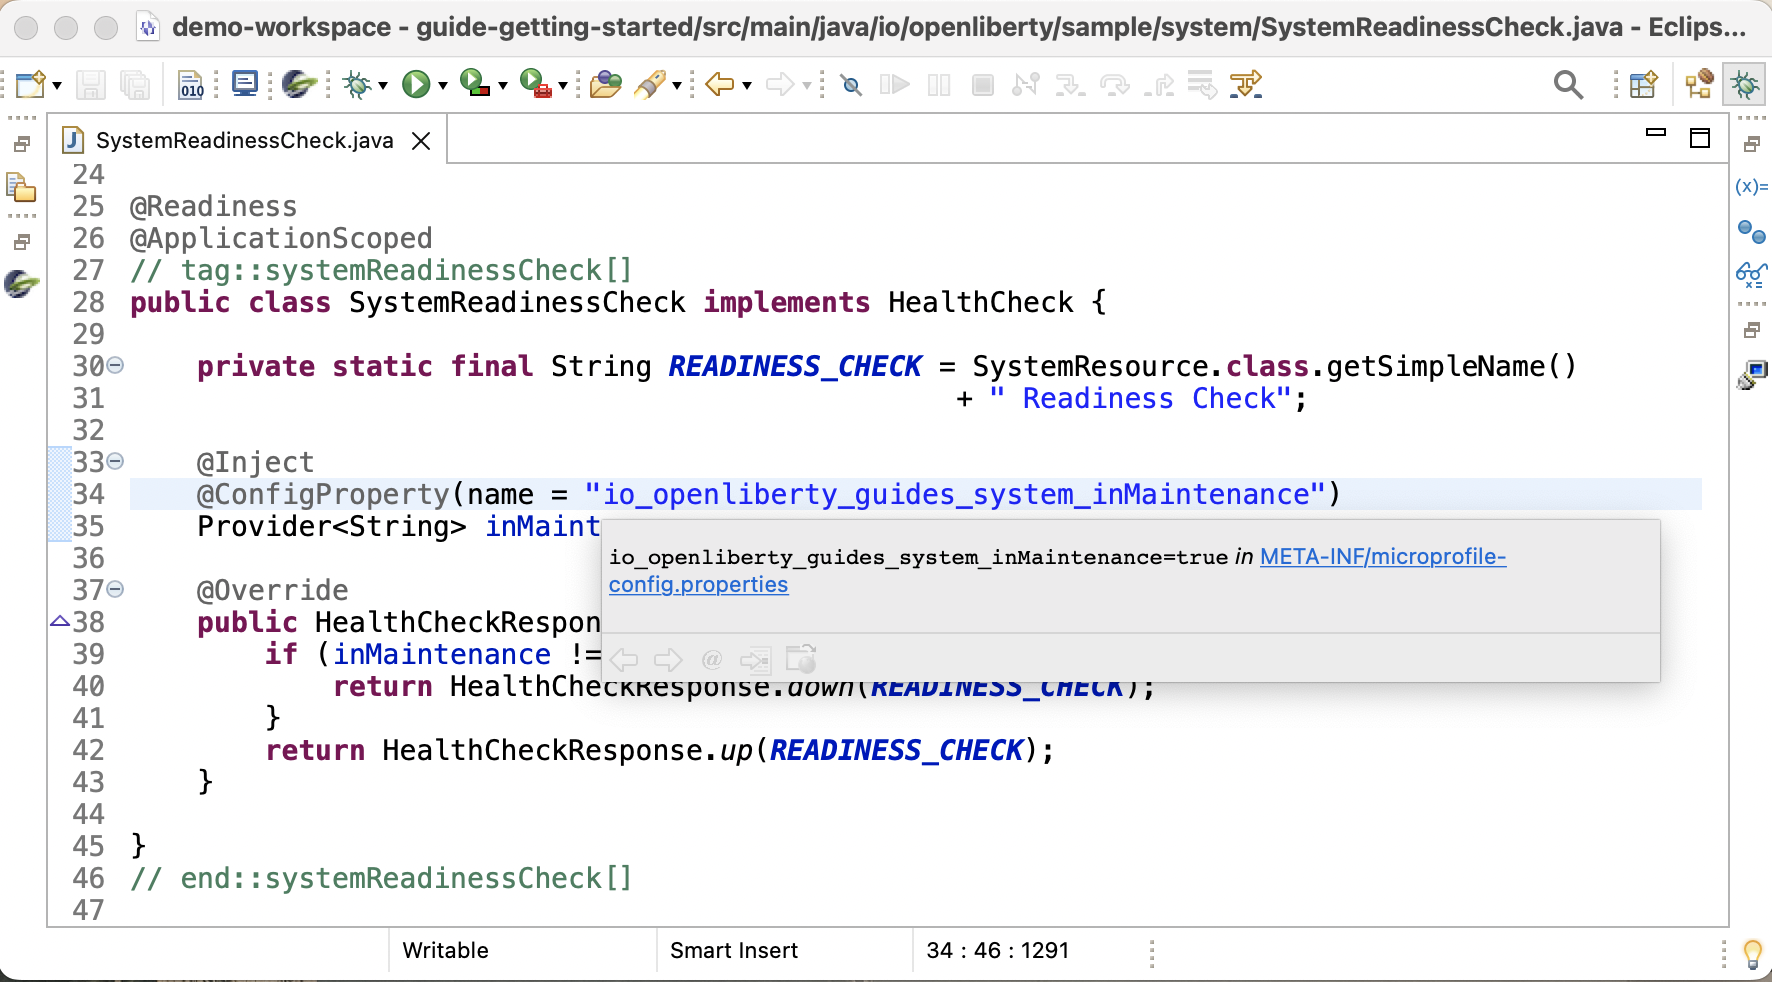 demo-workspace - guide-getting-started/src/main/java/io/openliberty/sample/system/SystemReadinessCheck.java - Eclips...
010
SystemReadinessCheck.java
24
25 @Readiness
26 @ApplicationScoped
27 // tag::systemReadinessCheck[]
28 public class SystemReadinessCheck implements HealthCheck {
29
30 private static final String READINESS_CHECK = SystemResource.class.getSimpleName()
31 + " Readiness Check";
32
33 @Inject
34 @ConfigProperty(name = "io_openliberty_guides_system_inMaintenance")
35 Provider<String> inMaint
io_openliberty_guides_system_inMaintenance=true in META-INF/microprofile-
config.properties
36
37 @Override
38 public HealthCheckRespon
39 if (inMaintenance !=
40 return HealthCheckResponse.down(READINESS_CHECK);
41 }
42 return HealthCheckResponse.up(READINESS_CHECK);
43 }
44
45 }
46 // end::systemReadinessCheck[]
47
(x)=
Writable
Smart Insert
34 : 46 : 1291